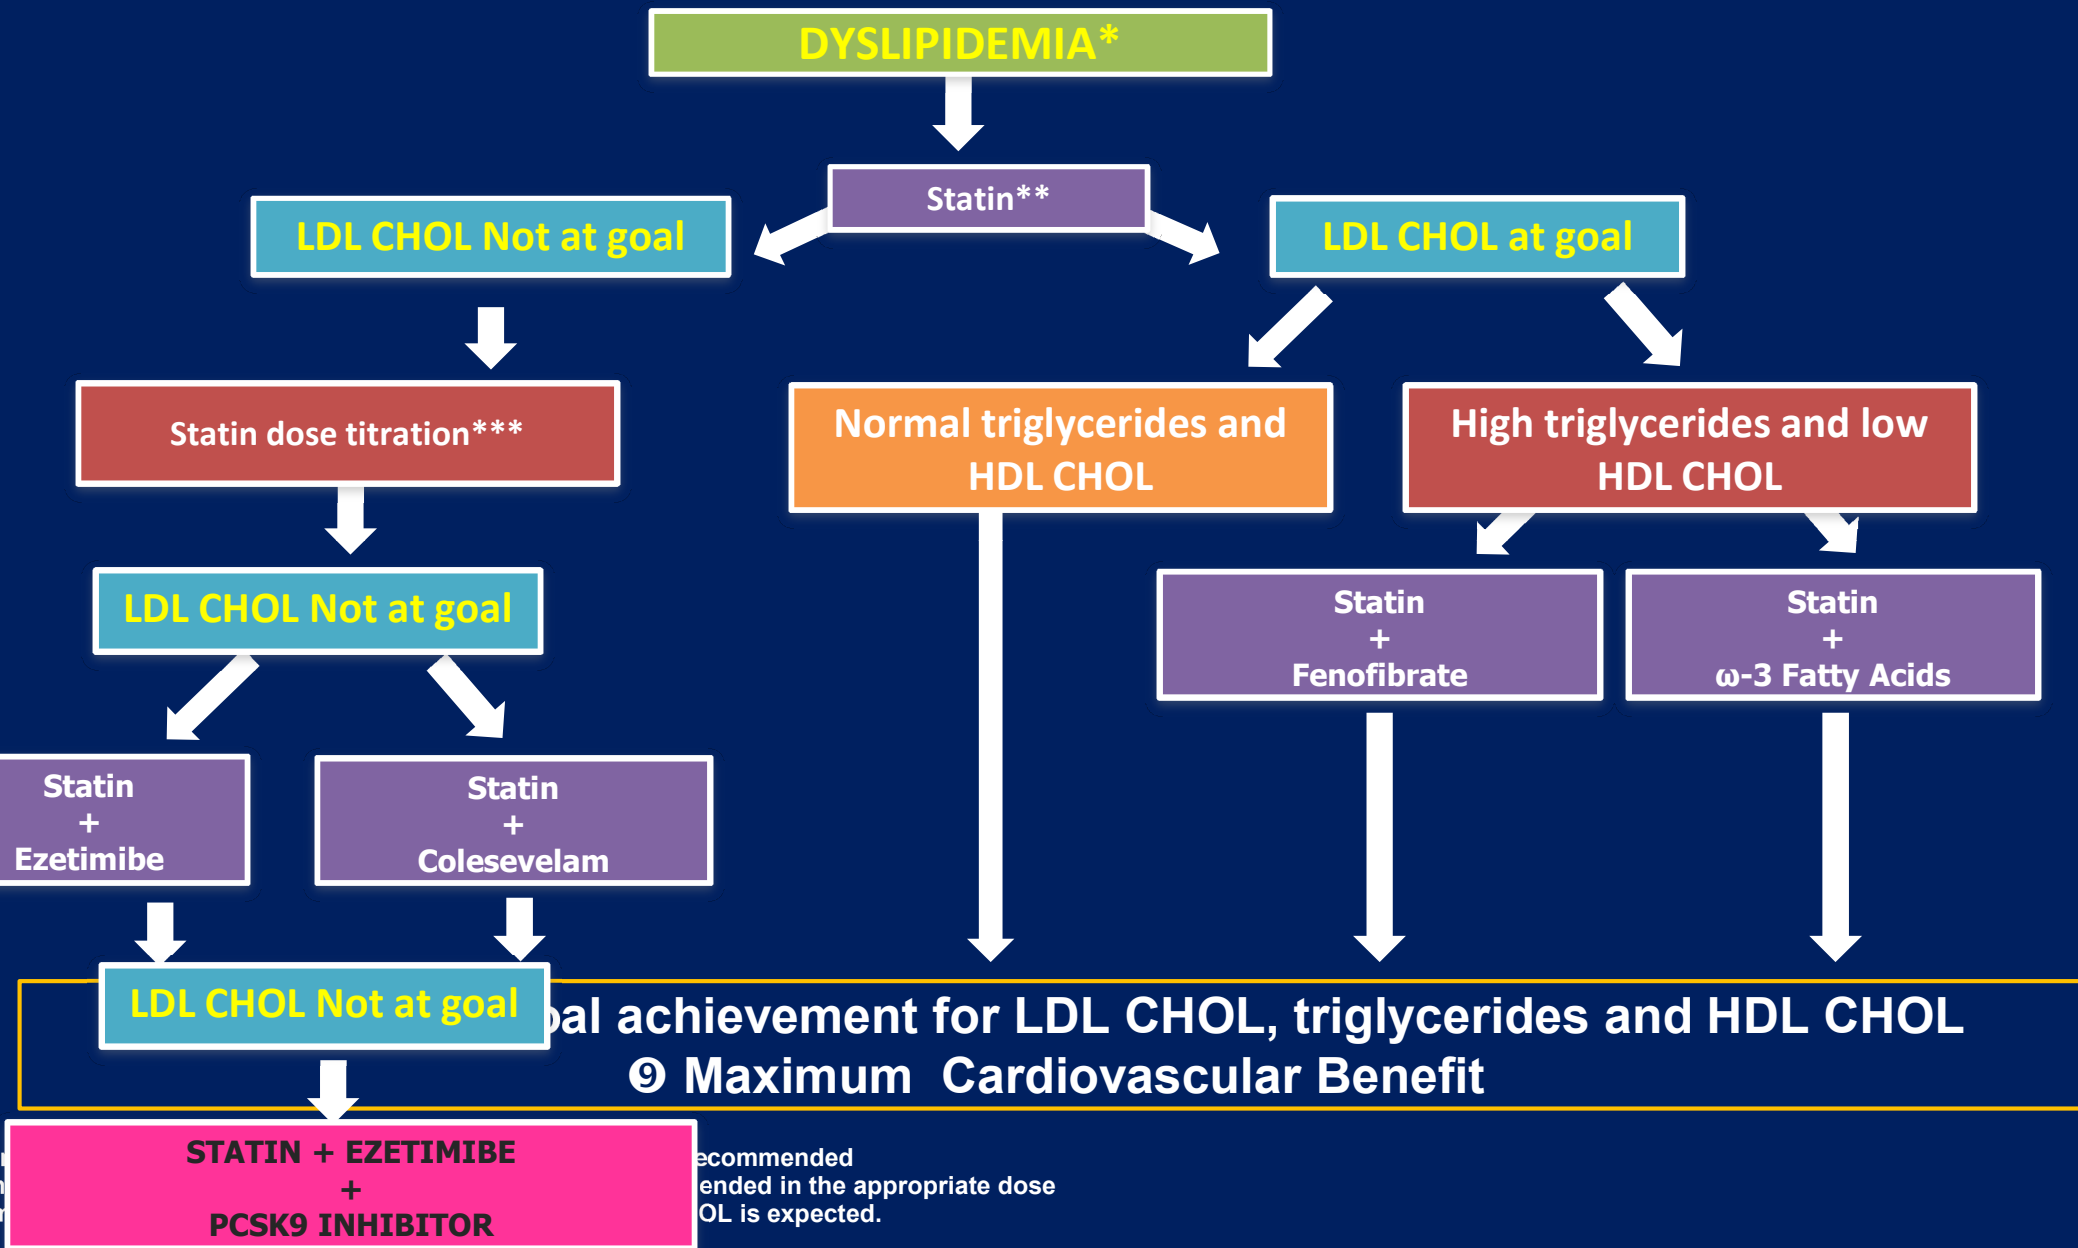 DYSLIPIDEMIA*
Statin**
LDL CHOL Not at goal
LDL CHOL at goal
Statin dose titration***
Normal triglycerides and
HDL CHOL
High triglycerides and low
HDL CHOL
LDL CHOL Not at goal
Statin
+
Fenofibrate
Statin
+
ω-3 Fatty Acids
Statin
+
Ezetimibe
Statin
+
Colesevelam
LDL CHOL Not at goal
achievement for LDL CHOL, triglycerides and HDL CHOL
❾ Maximum Cardiovascular Benefit
STATIN + EZETIMIBE
+
PCSK9 INHIBITOR
ecommended
ended in the appropriate dose
OL is expected.